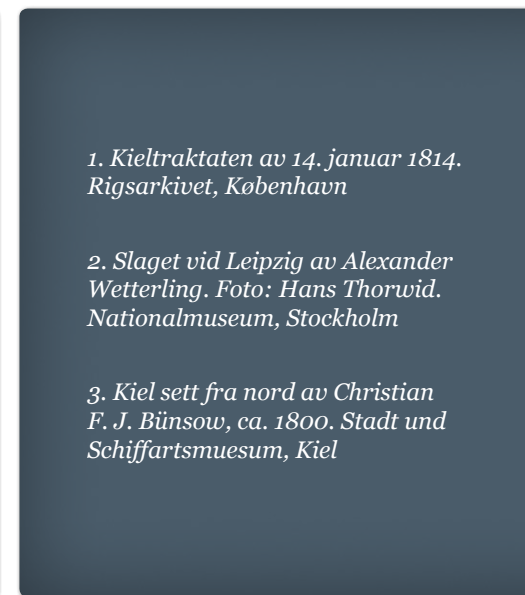 1. Kieltraktaten av 14. januar 1814.
Rigsarkivet, København
2. Slaget vid Leipzig av Alexander
Wetterling. Foto: Hans Thorwid.
Nationalmuseum, Stockholm
3. Kiel sett fra nord av Christian
F. J. Bünsow, ca. 1800. Stadt und
Schiffartsmuesum, Kiel